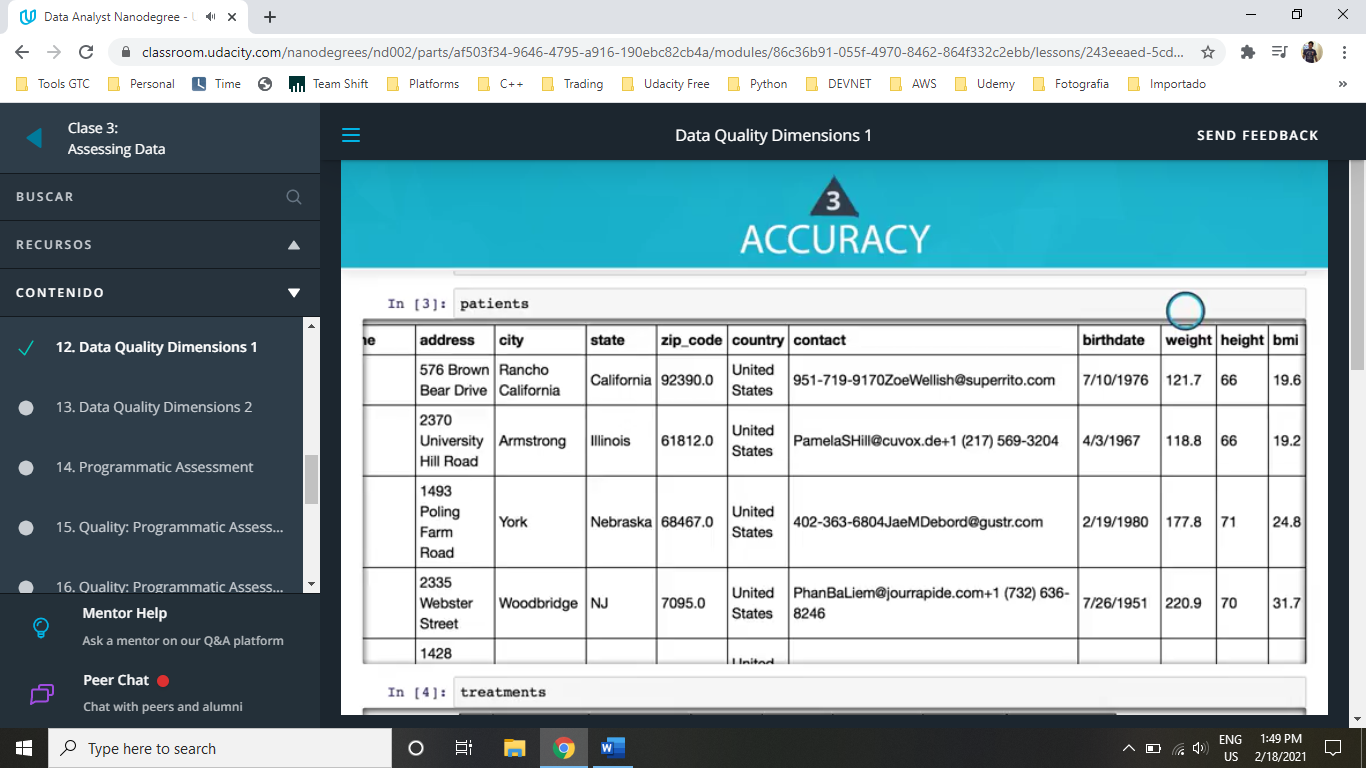 Data Analyst Nanodegree - U
classroom.udacity.com/nanodegrees/nd002/parts/af503f34-9646-4795-a916-190ebc82cb4a/modules/86c36b91-055f-4970-8462-864f332c2ebb/lessons/243eeaed-5cd...
Tools GTC Personal Time Team Shift Platforms C++ Trading Udacity Free Python DEVNET AWS Udemy Fotografia Importado »
Clase 3:
Assessing Data
BUSCAR
RECURSOS
CONTENIDO
12. Data Quality Dimensions 1
13. Data Quality Dimensions 2
14. Programmatic Assessment
15. Quality: Programmatic Assess...
16. Quality: Programmatic Assess...
Mentor Help
Ask a mentor on our Q&A platform
Peer Chat
Chat with peers and alumni
Data Quality Dimensions 1
SEND FEEDBACK
3
ACCURACY
In [3]: patients
ne address city state zip_code country contact birthdate weight height bmi
576 Brown Rancho United
Bear Drive California California 92390.0 States 951-719-9170ZoeWellish@superrito.com 7/10/1976 121.7 66 19.6
2370
University Armstrong Illinois 61812.0 United States PamelaSHill@cuvox.de+1 (217) 569-3204 4/3/1967 118.8 66 19.2
Hill Road
1493
Poling York Nebraska 68467.0 United States 402-363-6804JaeMDebord@gustr.com 2/19/1980 177.8 71 24.8
Farm
Road
2335
Webster Woodbridge NJ 7095.0 United States PhanBaLiem@jourrapide.com+1 (732) 636-8246 7/26/1951 220.9 70 31.7
Street
1428 United
In [4]: treatments
Type here to search
W
ENG
US
1:49 PM
2/18/2021